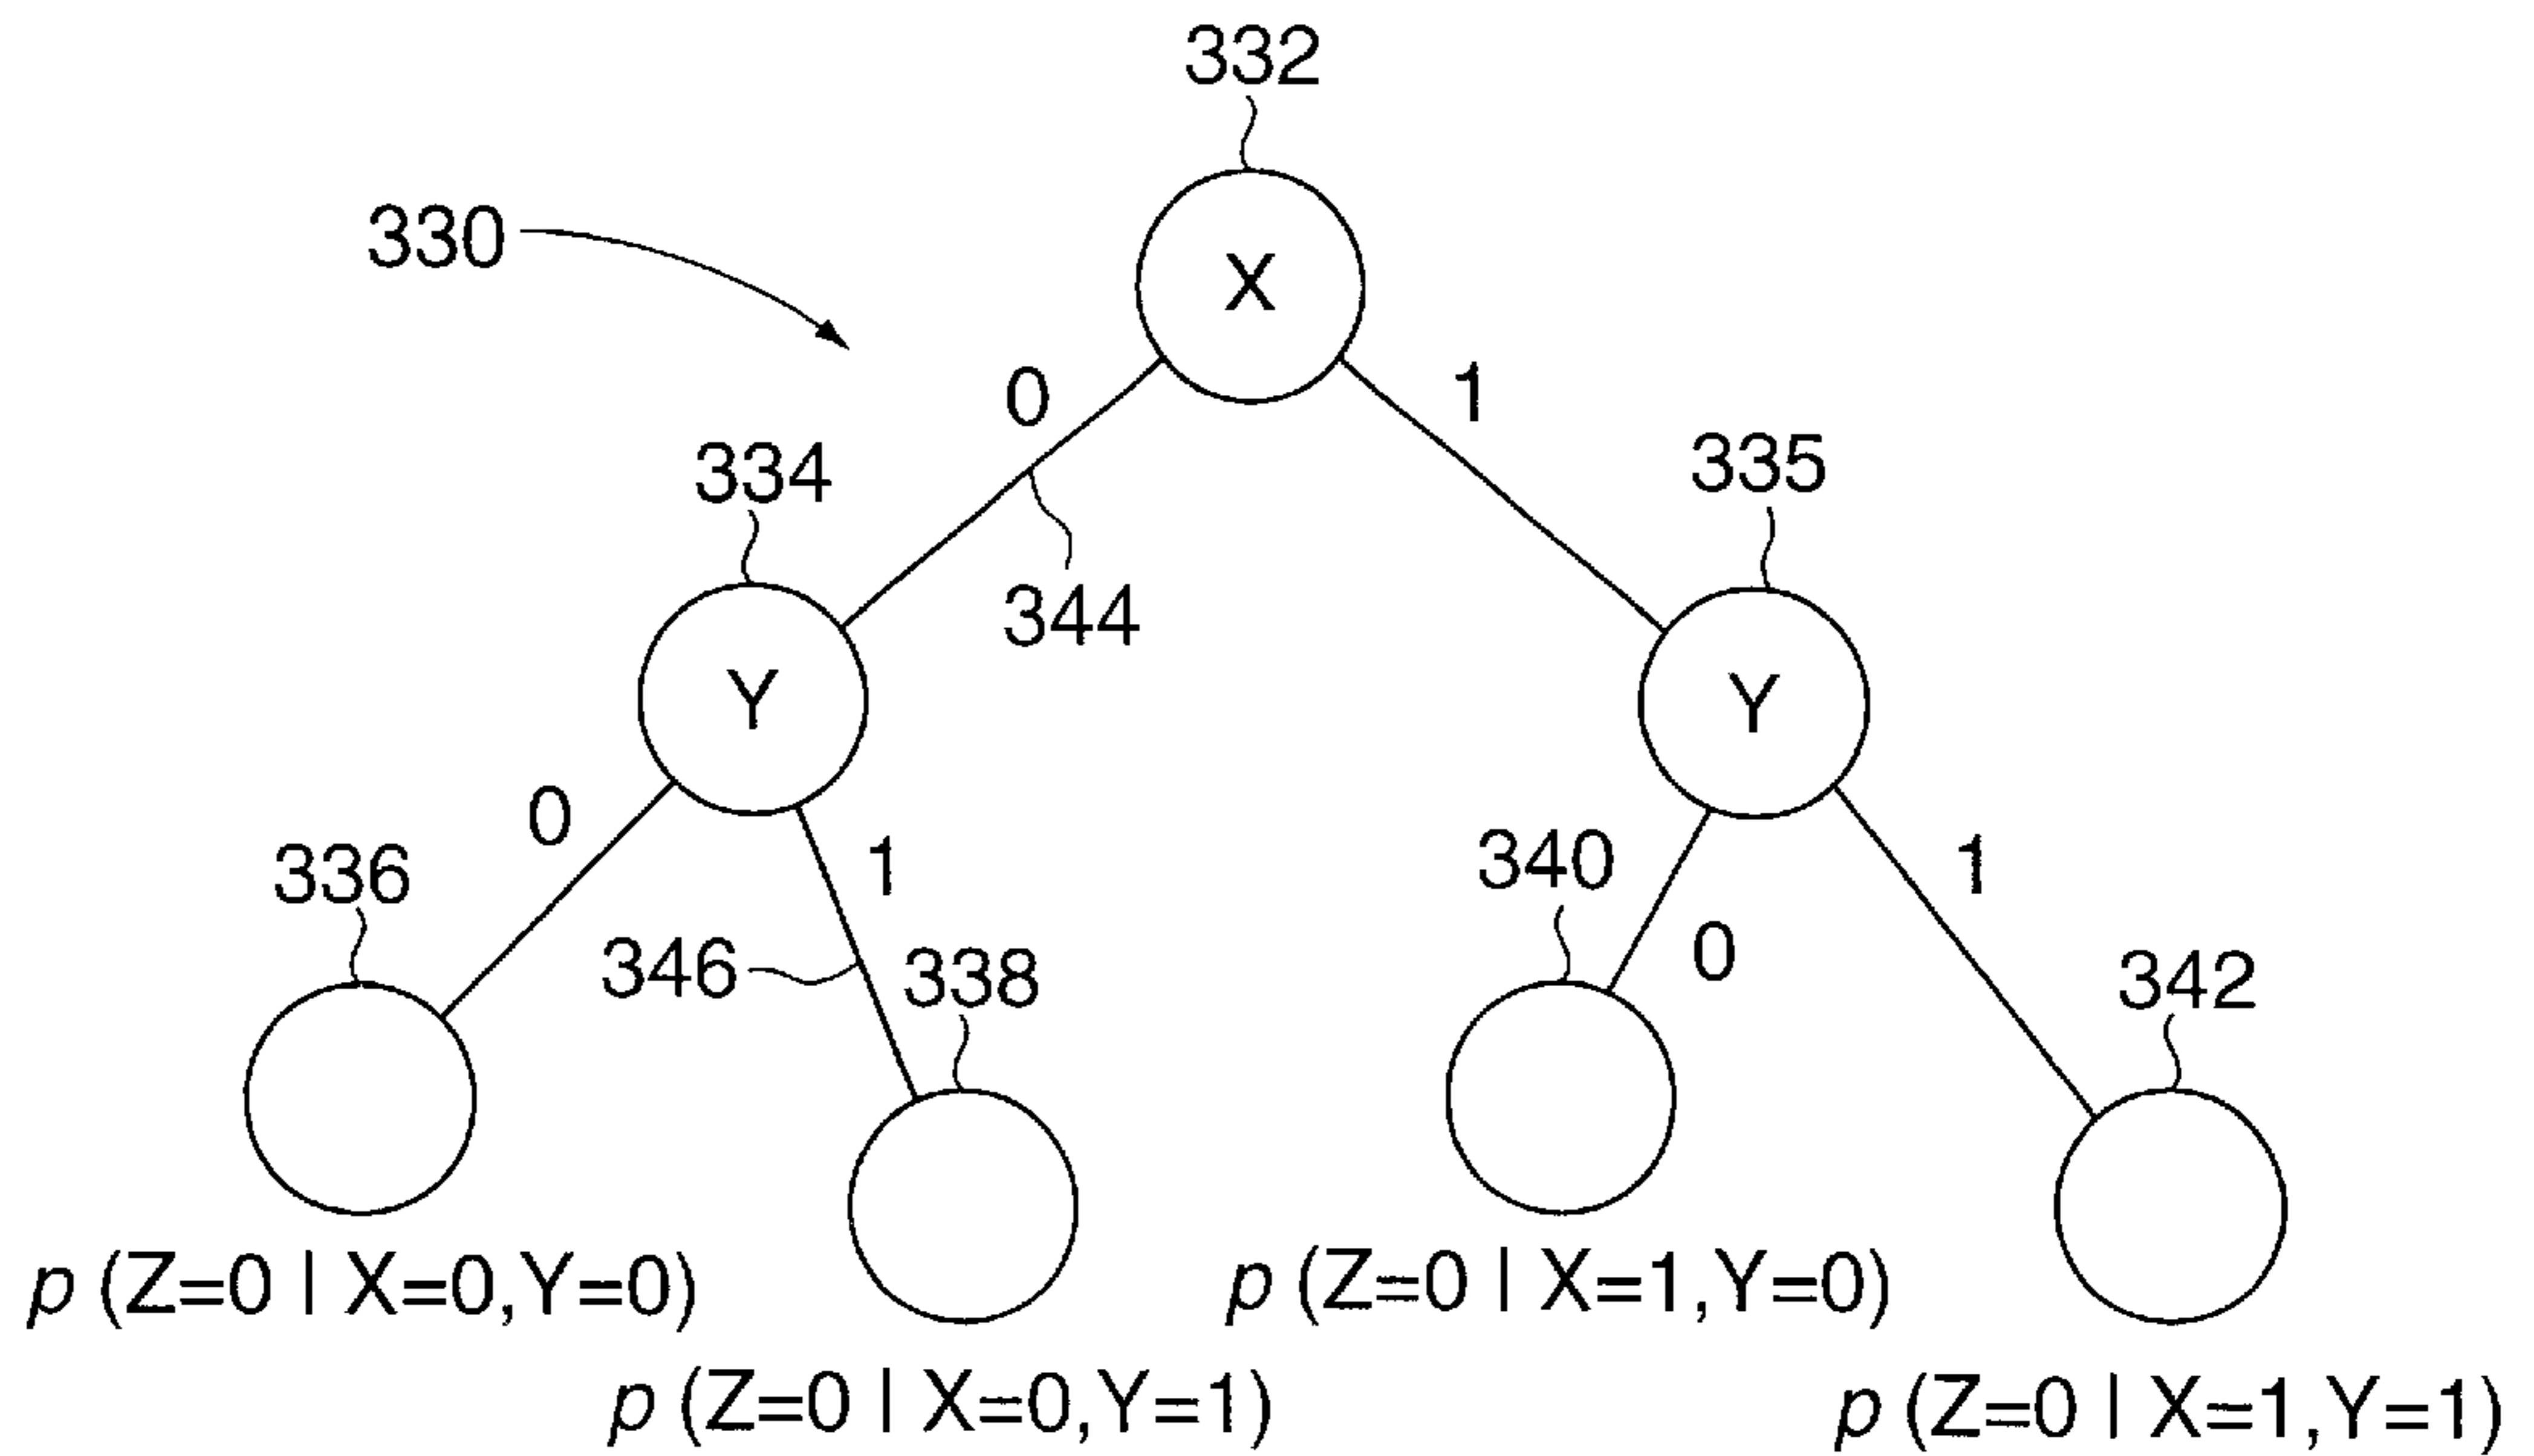 332
330
X
0
1
334
335
344
Y
Y
0
1
336
340
1
346
338
0
342
p (Z=0 | X=0,Y=0)
p (Z=0 | X=1,Y=0)
p (Z=0 | X=0,Y=1)
p (Z=0 | X=1,Y=1)